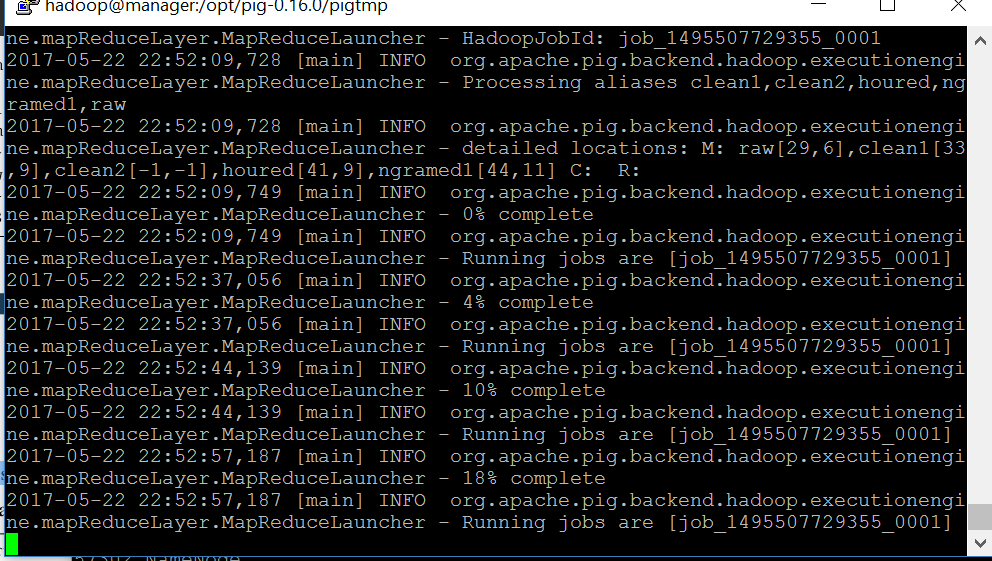 hadoop@manager:/opt/pig-0.16.0/pigtmp
ne.mapReduceLayer.MapReduceLauncher - HadoopJobId: job_1495507729355_0001
2017-05-22 22:52:09,728 [main] INFO  org.apache.pig.backend.hadoop.executionengi
ne.mapReduceLayer.MapReduceLauncher - Processing aliases clean1,clean2,houred,ng
ramed1,raw
2017-05-22 22:52:09,728 [main] INFO  org.apache.pig.backend.hadoop.executionengi
ne.mapReduceLayer.MapReduceLauncher - detailed locations: M: raw[29,6],clean1[33
,9],clean2[-1,-1],houred[41,9],ngramed1[44,11] C:  R:
2017-05-22 22:52:09,749 [main] INFO  org.apache.pig.backend.hadoop.executionengi
ne.mapReduceLayer.MapReduceLauncher - 0% complete
2017-05-22 22:52:09,749 [main] INFO  org.apache.pig.backend.hadoop.executionengi
ne.mapReduceLayer.MapReduceLauncher - Running jobs are [job_1495507729355_0001]
2017-05-22 22:52:37,056 [main] INFO  org.apache.pig.backend.hadoop.executionengi
ne.mapReduceLayer.MapReduceLauncher - 4% complete
2017-05-22 22:52:37,056 [main] INFO  org.apache.pig.backend.hadoop.executionengi
ne.mapReduceLayer.MapReduceLauncher - Running jobs are [job_1495507729355_0001]
2017-05-22 22:52:44,139 [main] INFO  org.apache.pig.backend.hadoop.executionengi
ne.mapReduceLayer.MapReduceLauncher - 10% complete
2017-05-22 22:52:44,139 [main] INFO  org.apache.pig.backend.hadoop.executionengi
ne.mapReduceLayer.MapReduceLauncher - Running jobs are [job_1495507729355_0001]
2017-05-22 22:52:57,187 [main] INFO  org.apache.pig.backend.hadoop.executionengi
ne.mapReduceLayer.MapReduceLauncher - 18% complete
2017-05-22 22:52:57,187 [main] INFO  org.apache.pig.backend.hadoop.executionengi
ne.mapReduceLayer.MapReduceLauncher - Running jobs are [job_1495507729355_0001]
NameNode